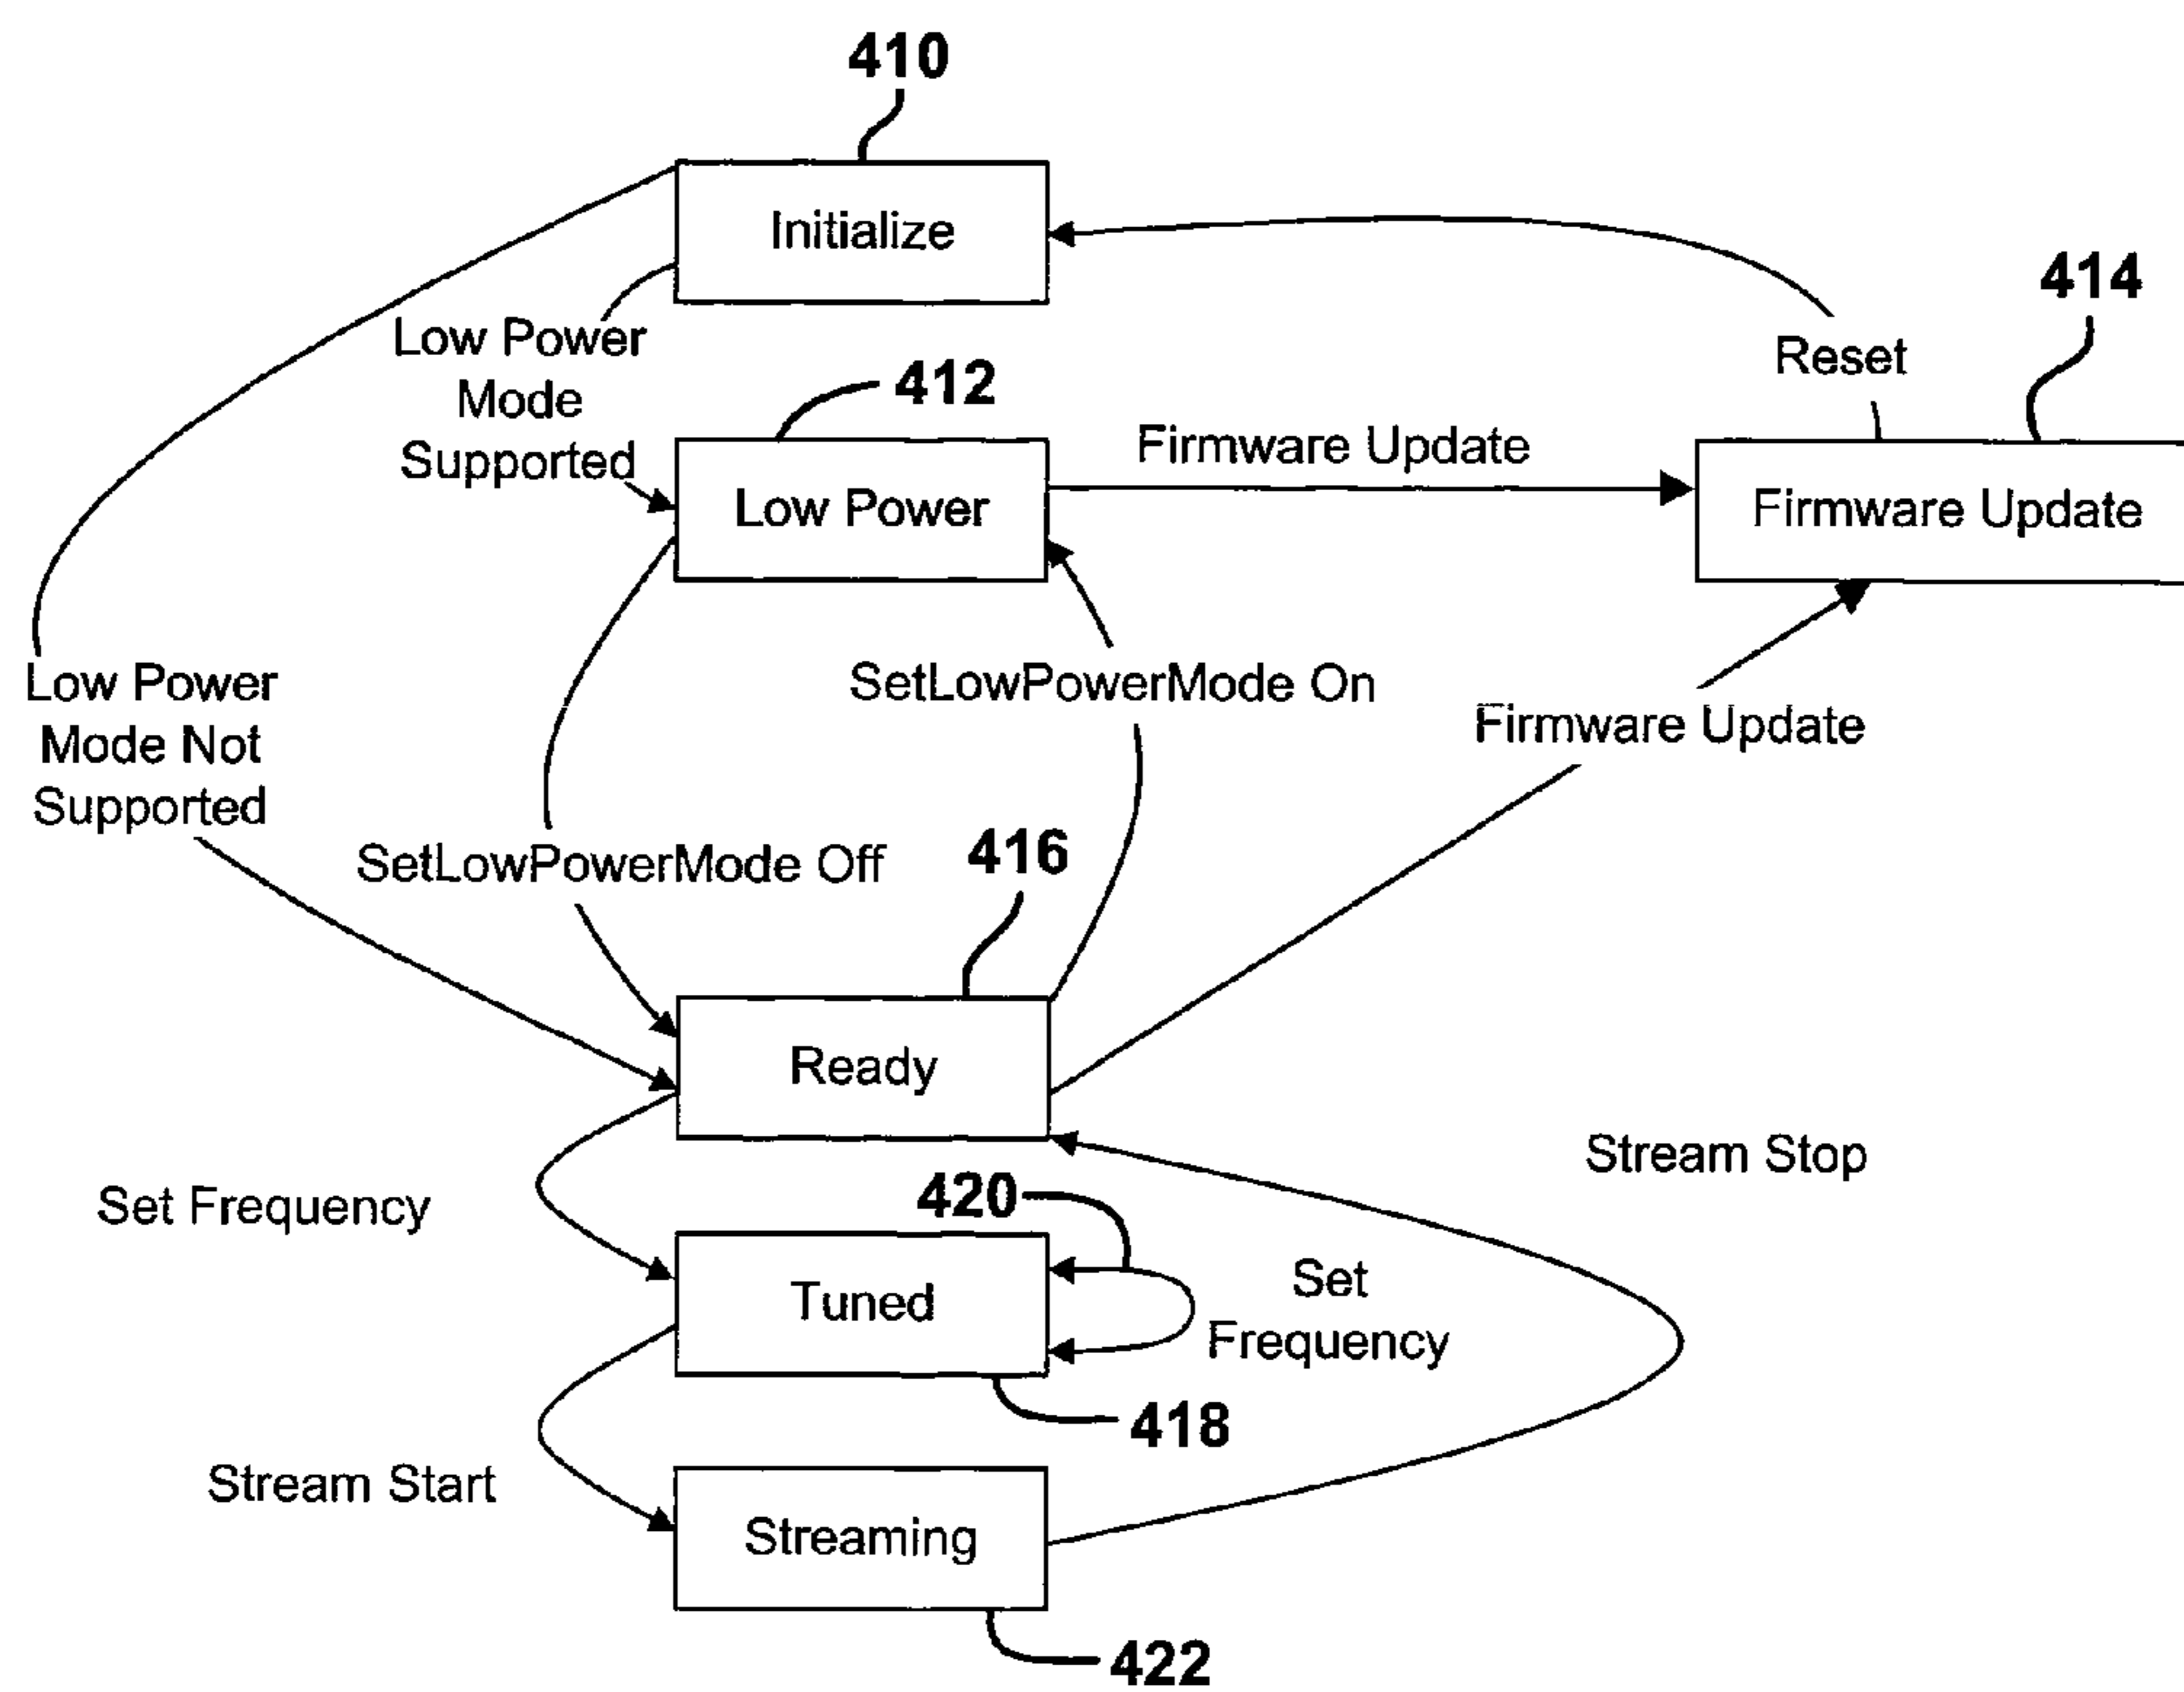 410
Initialize
414
Low Power
Mode
Supported
Reset
412
Firmware Update
Low Power
Firmware Update
Low Power
Mode Not
Supported
SetLowPowerMode On
Firmware Update
SetLowPowerMode Off
416
Ready
Stream Stop
Set Frequency
420
Tuned
Set
Frequency
418
Stream Start
Streaming
422